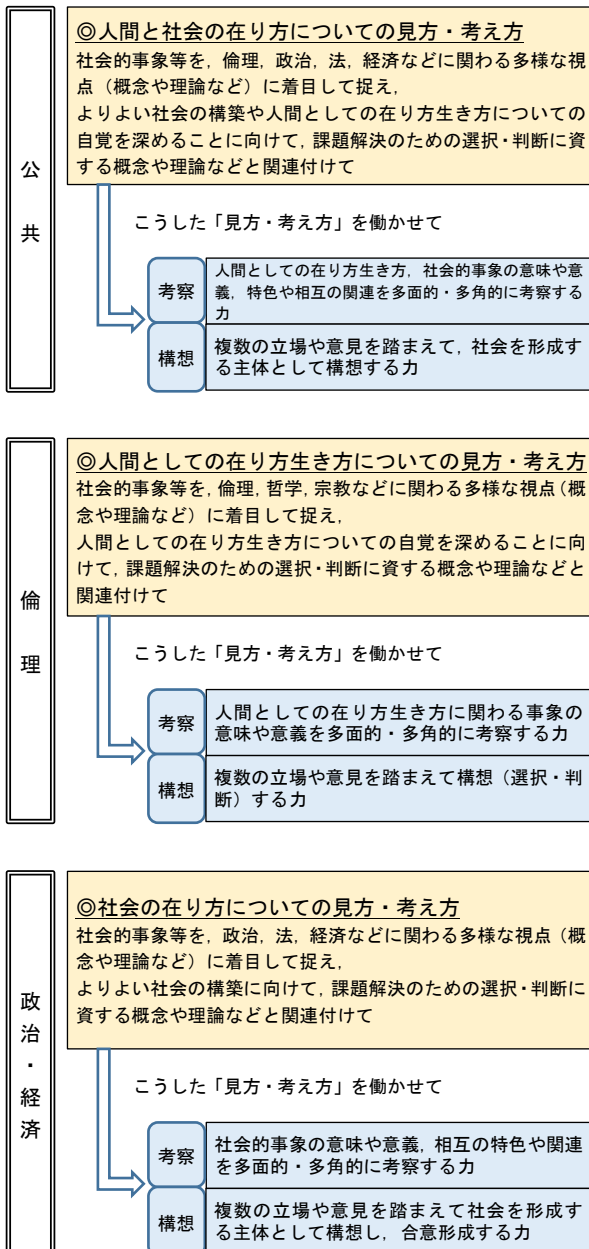 公共
◎人間と社会の在り方についての見方・考え方
社会的事象等を，倫理，政治，法，経済などに関わる多様な視
点（概念や理論など）に着目して捉え，
よりよい社会の構築や人間としての在り方生き方についての
自覚を深めることに向けて，課題解決のための選択・判断に資
する概念や理論などと関連付けて
こうした「見方・考え方」を働かせて
考察
人間としての在り方生き方，社会的事象の意味や意
義，特色や相互の関連を多面的・多角的に考察する
力
構想
複数の立場や意見を踏まえて，社会を形成す
る主体として構想する力
倫理
◎人間としての在り方生き方についての見方・考え方
社会的事象等を，倫理，哲学，宗教などに関わる多様な視点（概
念や理論など）に着目して捉え，
人間としての在り方生き方についての自覚を深めることに向
けて，課題解決のための選択・判断に資する概念や理論などと
関連付けて
こうした「見方・考え方」を働かせて
考察
人間としての在り方生き方に関わる事象の
意味や意義を多面的・多角的に考察する力
構想
複数の立場や意見を踏まえて構想（選択・判
断）する力
政治・経済
◎社会の在り方についての見方・考え方
社会的事象等を，政治，法，経済などに関わる多様な視点（概
念や理論など）に着目して捉え，
よりよい社会の構築に向けて，課題解決のための選択・判断に
資する概念や理論などと関連付けて
こうした「見方・考え方」を働かせて
考察
社会的事象の意味や意義，相互の特色や関連
を多面的・多角的に考察する力
構想
複数の立場や意見を踏まえて社会を形成す
る主体として構想し，合意形成する力